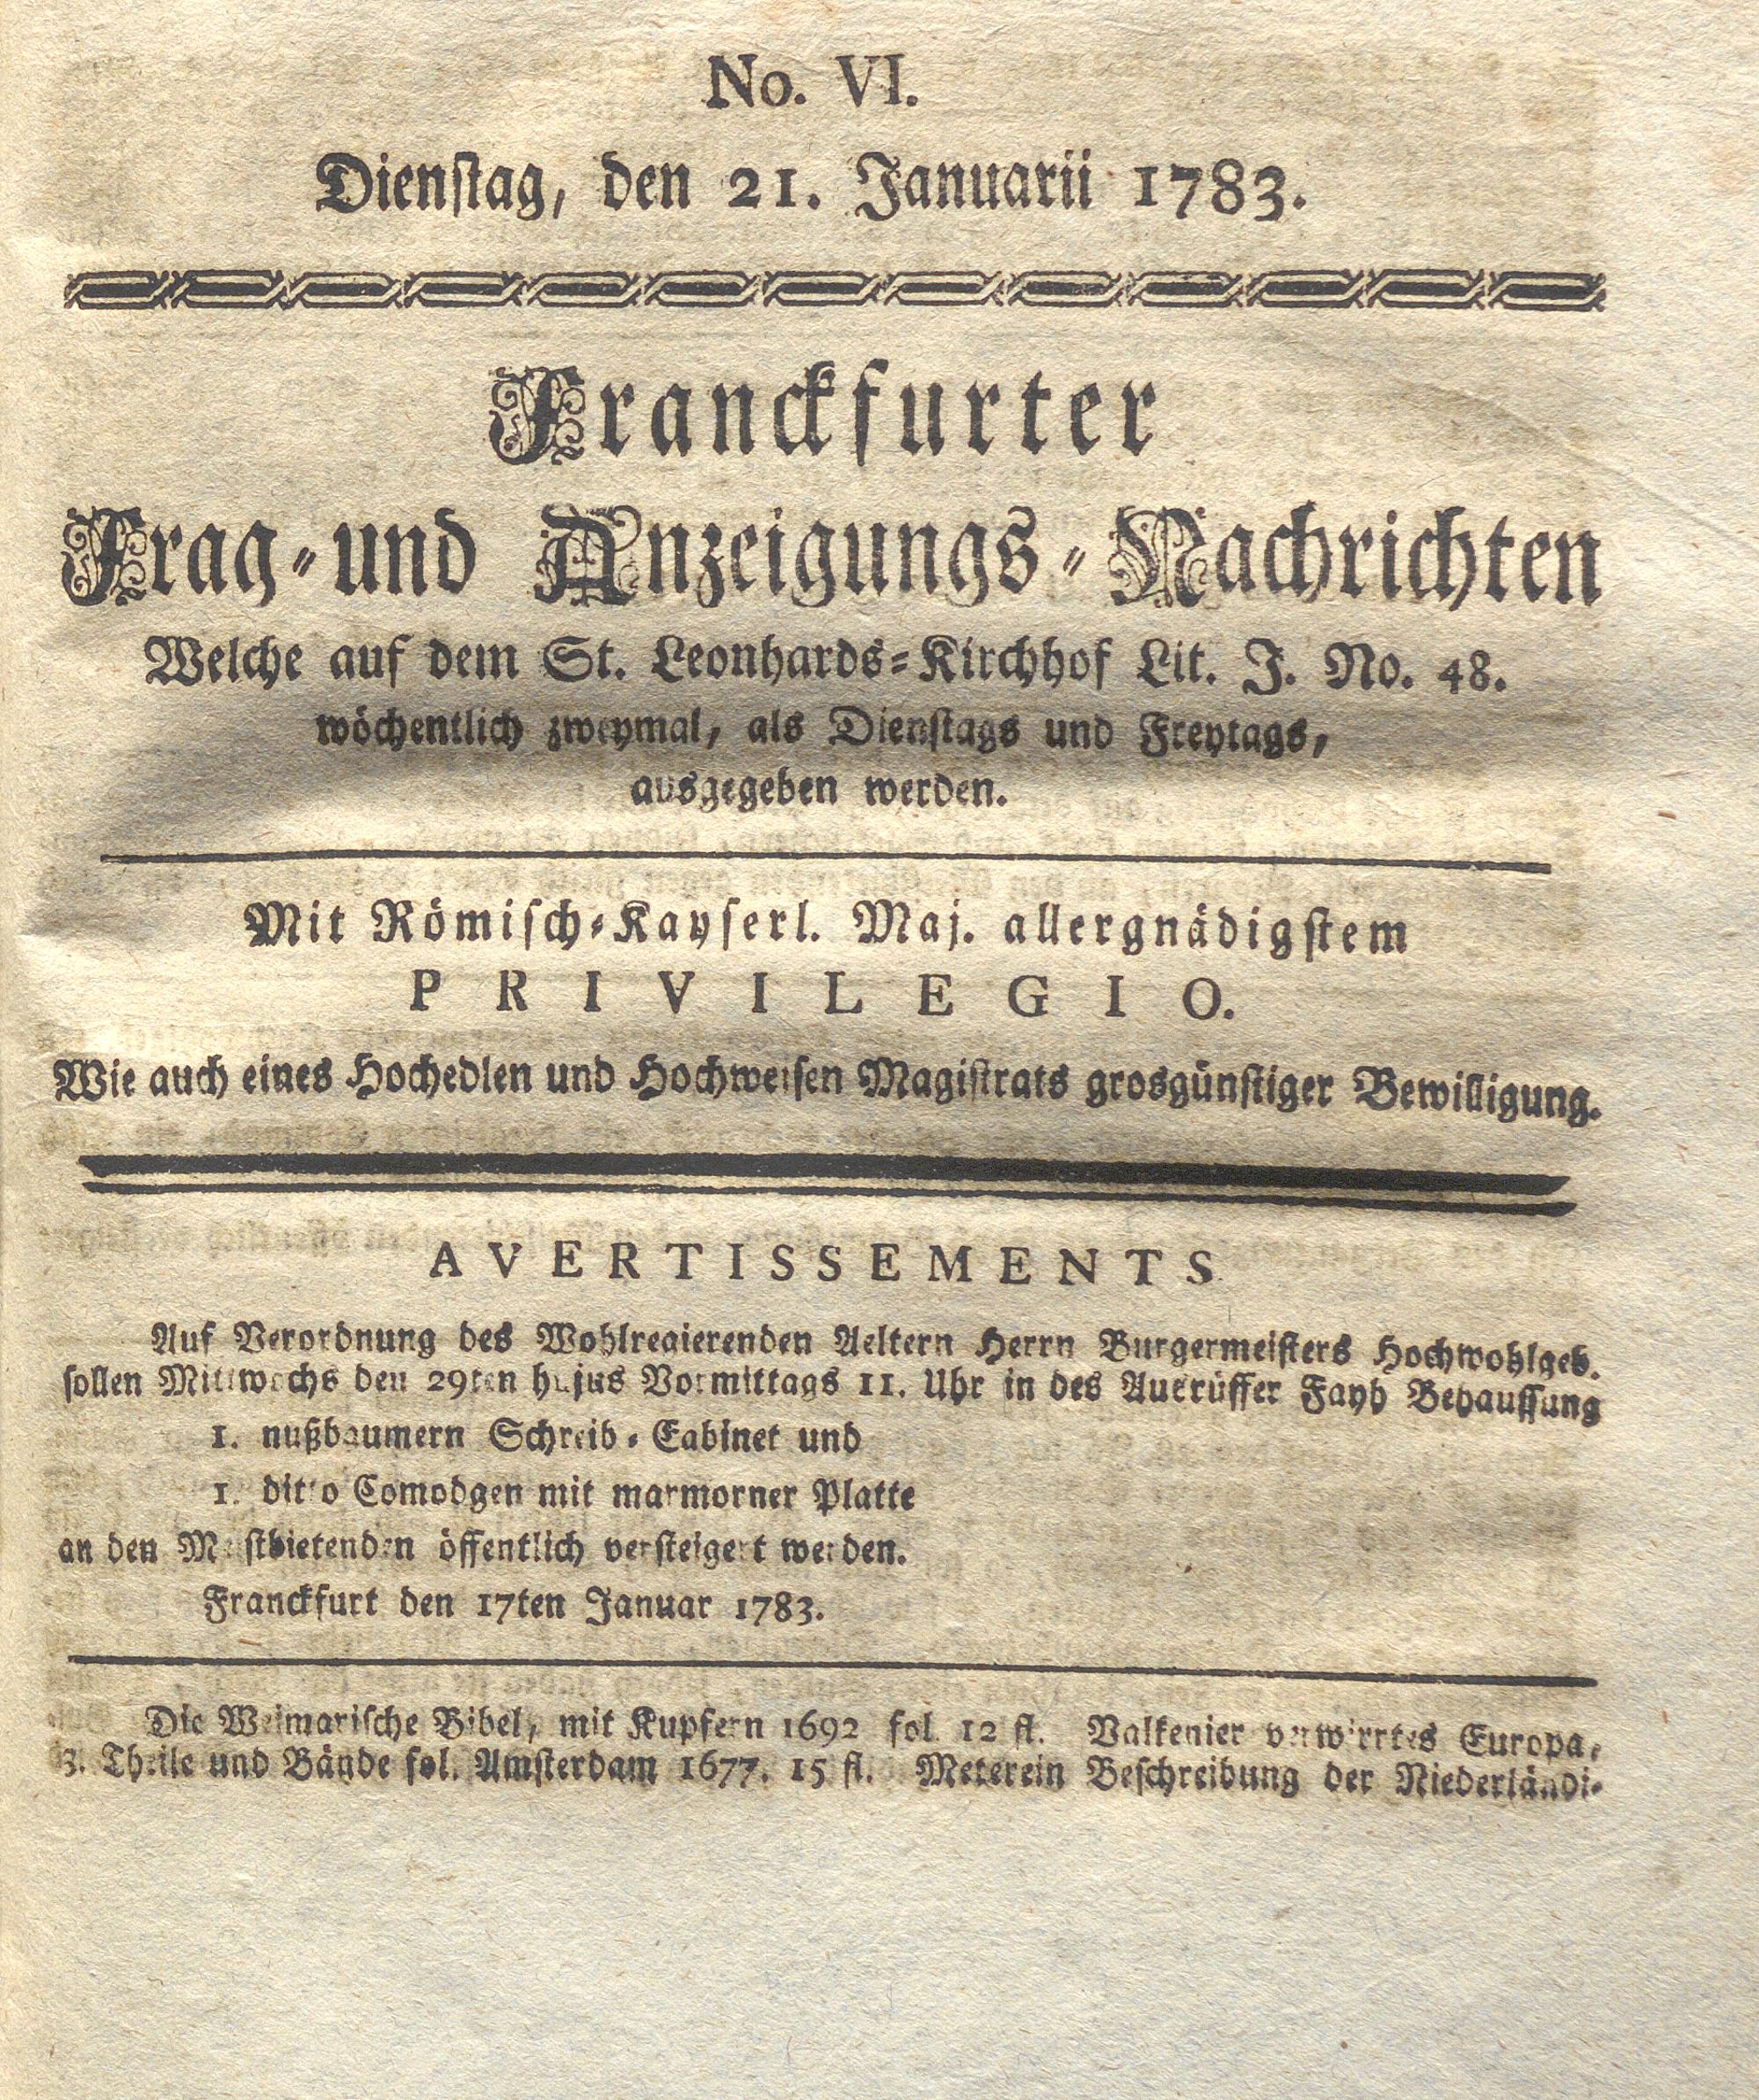 No. VI.
Dienstag, den 21. Januarii 1783.
Franckfurter
Frag- und Anzeigungs-Nachrichten
Welche auf dem St. Leonhards-Kirchhof Lit. J. No. 48.
wöchentlich zweymal, als Dienstags und Freytags,
ausgegeben werden.
Mit Römisch-Kayserl. Maj. allergnädigstem
PRIVILEGIO.
Wie auch eines Hochedlen und Hochweisen Magistrats grosgünstiger Bewilligung.
AVERTISSEMENTS
Auf Verordnung des Wohlregierenden Aeltern Herrn Burgermeisters Hochwohlgeb.
sollen Mittwochs den 29ten hujus Vormittags 11. Uhr in des Ausrüffer Fayh Behaussung
1. nußbaumern Schreib-Cabinet und
1. ditto Comodgen mit marmorner Platte
an den Meistbietenden öffentlich versteigert werden.
Franckfurt den 17ten Januar 1783.
Die Weimarische Bibel, mit Kupfern 1692 fol. 12 fl. Valkenier verwirrtes Europa,
3. Theile und Bände fol. Amsterdam 1677. 15 fl. Meterein Beschreibung der Niederländi-